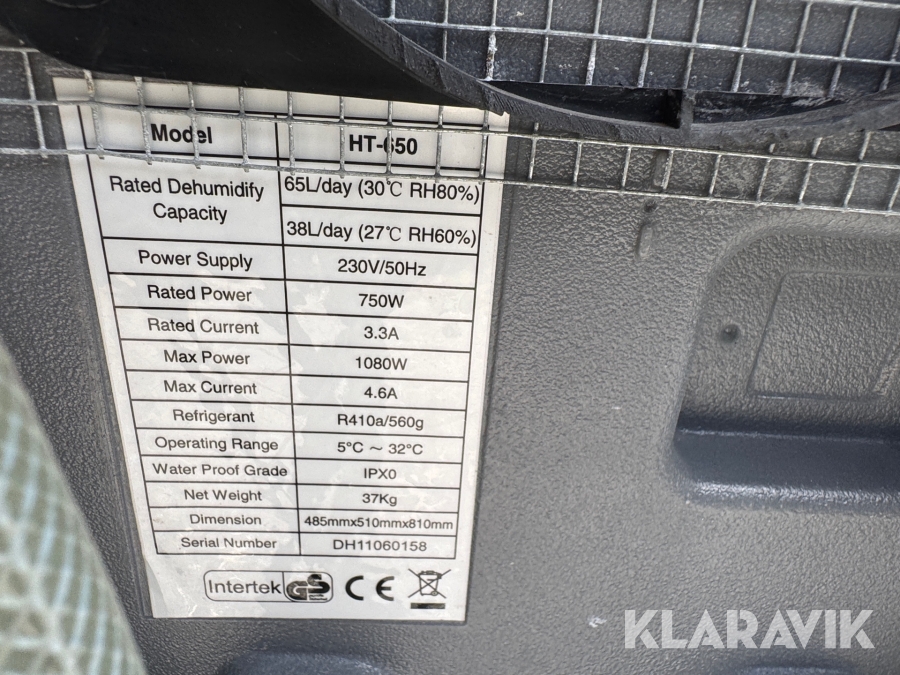 Model HT-650
Rated Dehumidify Capacity 65L/day (30℃ RH80%)
38L/day (27℃ RH60%)
Power Supply 230V/50Hz
Rated Power 750W
Rated Current 3.3A
Max Power 1080W
Max Current 4.6A
Refrigerant R410a/560g
Operating Range 5°C ~ 32°C
Water Proof Grade IPX0
Net Weight 37Kg
Dimension 485mmx510mmx810mm
Serial Number DH11060158
Intertek GS CE
KLARAVIK